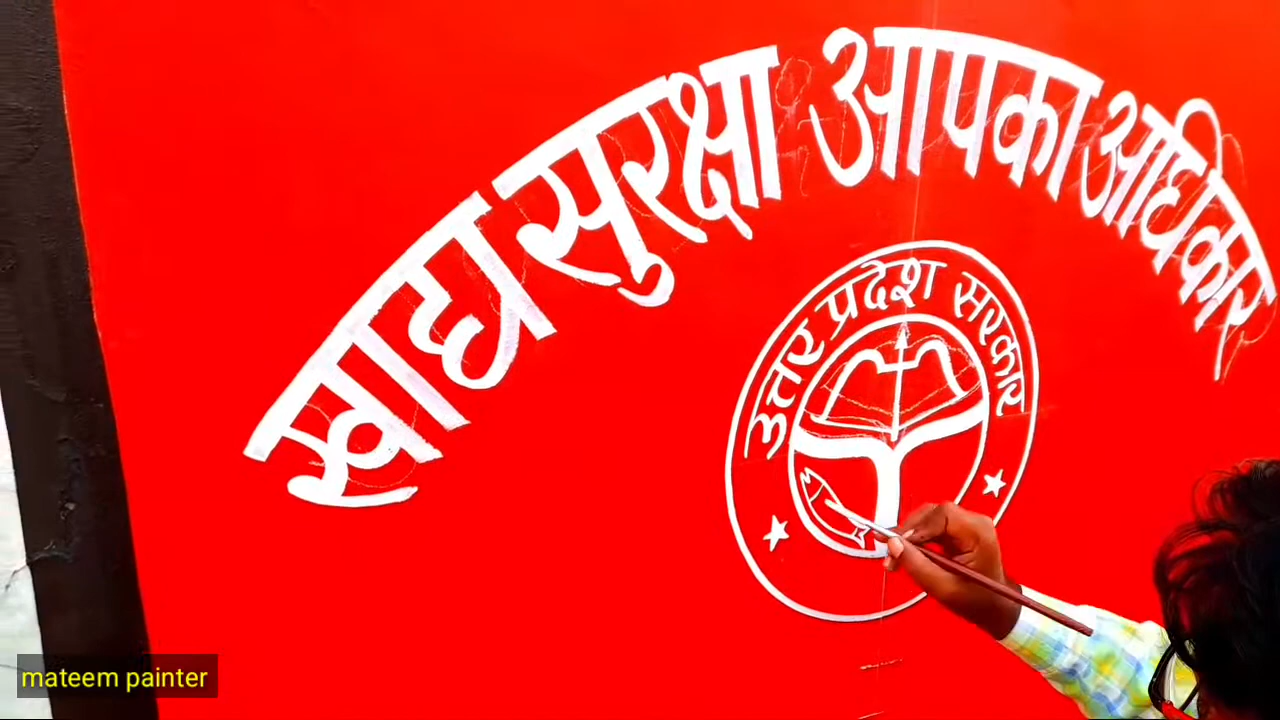 खाद्य सुरक्षा आपका अधिकार
उत्तर प्रदेश सरकार
mateem painter